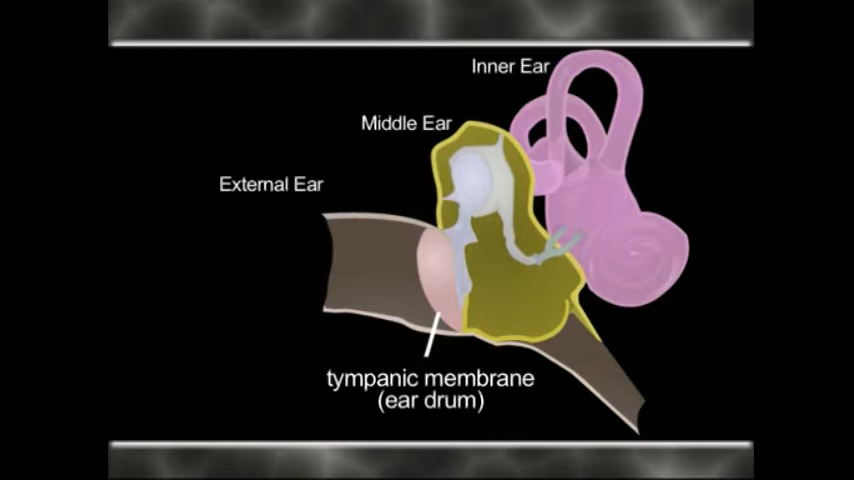 Inner Ear
Middle Ear
External Ear
tympanic membrane
(ear drum)